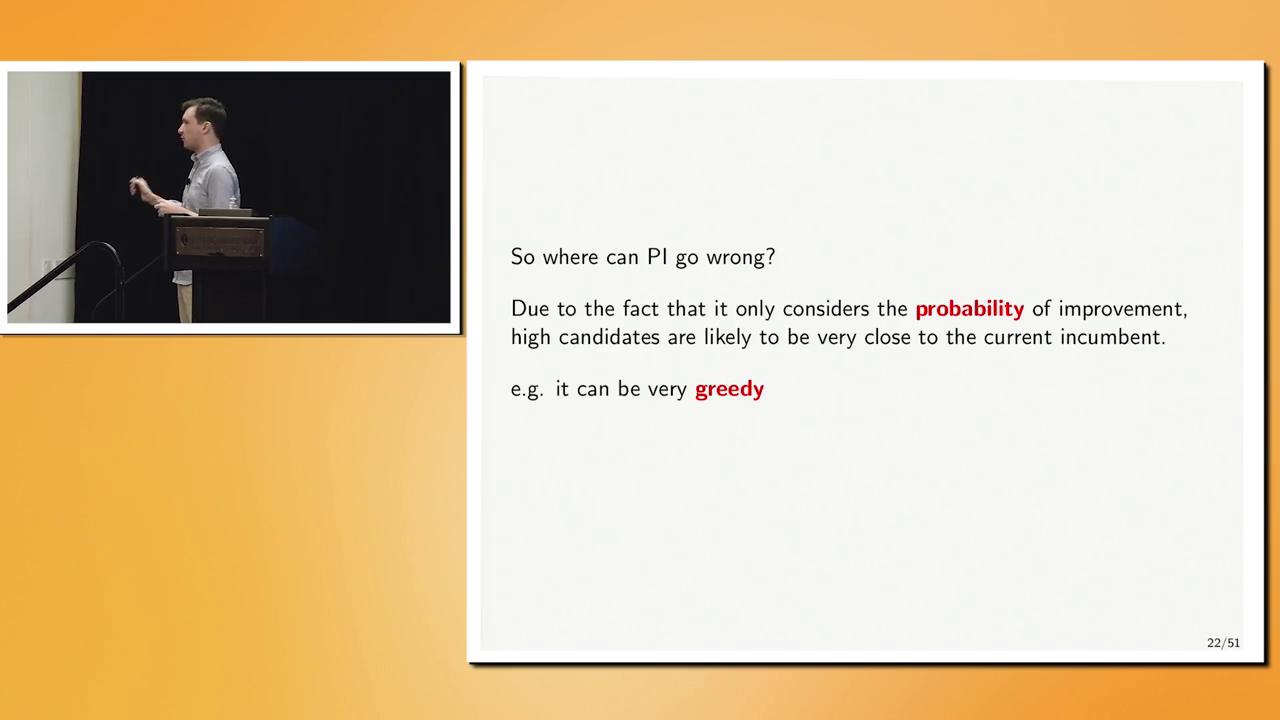 So where can PI go wrong?
Due to the fact that it only considers the probability of improvement,
high candidates are likely to be very close to the current incumbent.
e.g. it can be very greedy
22/51